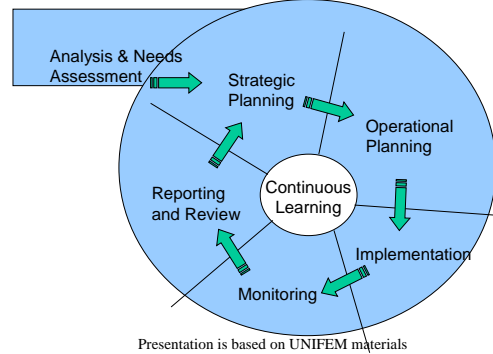 Analysis & Needs
Assessment
Strategic
Planning
Operational
Planning
Continuous
Learning
Reporting
and Review
Implementation
Monitoring
Presentation is based on UNIFEM materials